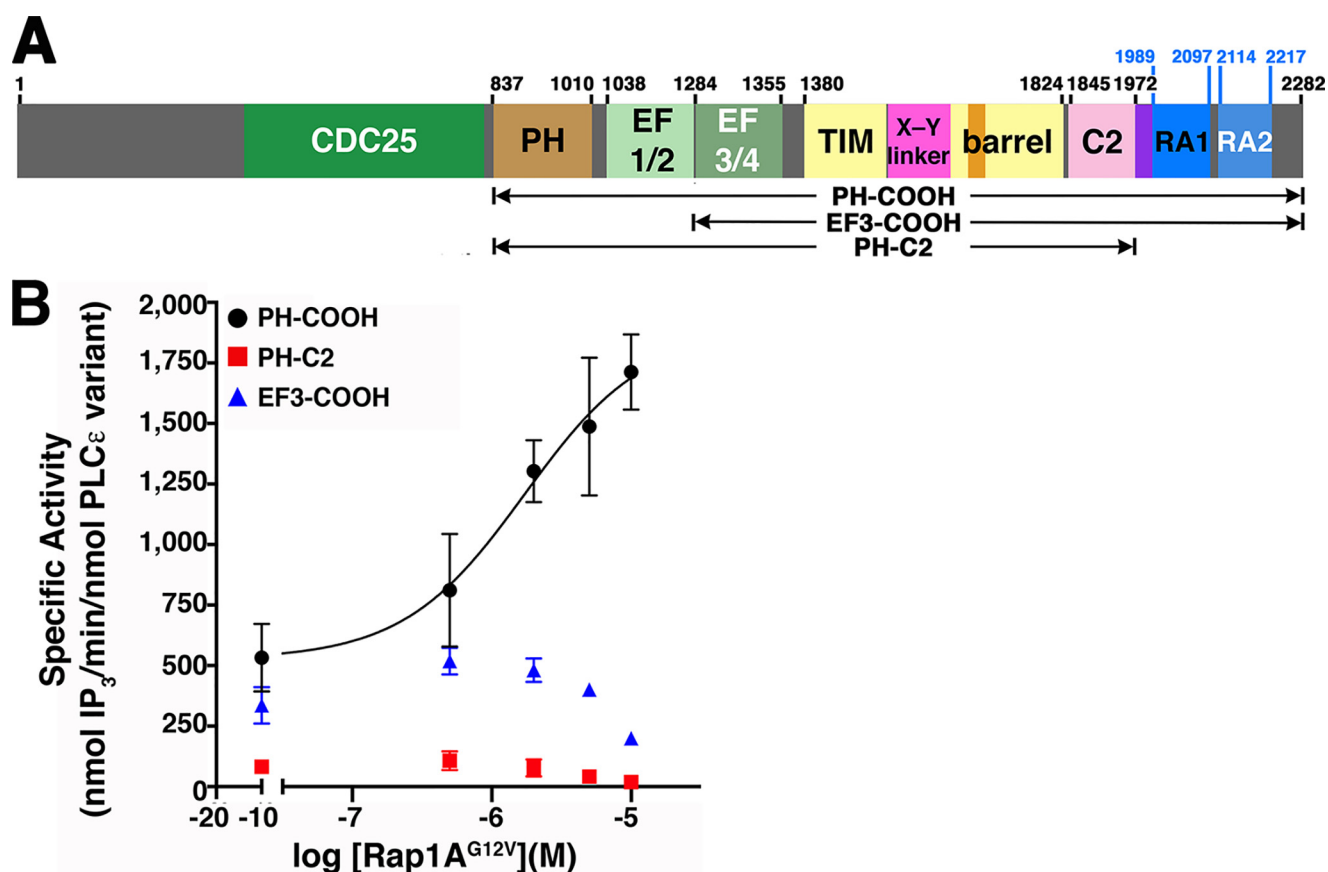 A
1989 2097 2114 2217
1 837 1010 1038 1284 1355 1380 1824 1845 1972 2282
CDC25 PH EF 1/2 EF 3/4 TIM X–Y linker barrel C2 RA1 RA2
PH-COOH
EF3-COOH
PH-C2
B
PH-COOH
PH-C2
EF3-COOH
2,000
1,750
1,500
1,250
1,000
750
500
250
0
Specific Activity
(nmol IP3/min/nmol PLCε variant)
-20 -10 -7 -6 -5
log [Rap1AG12V](M)